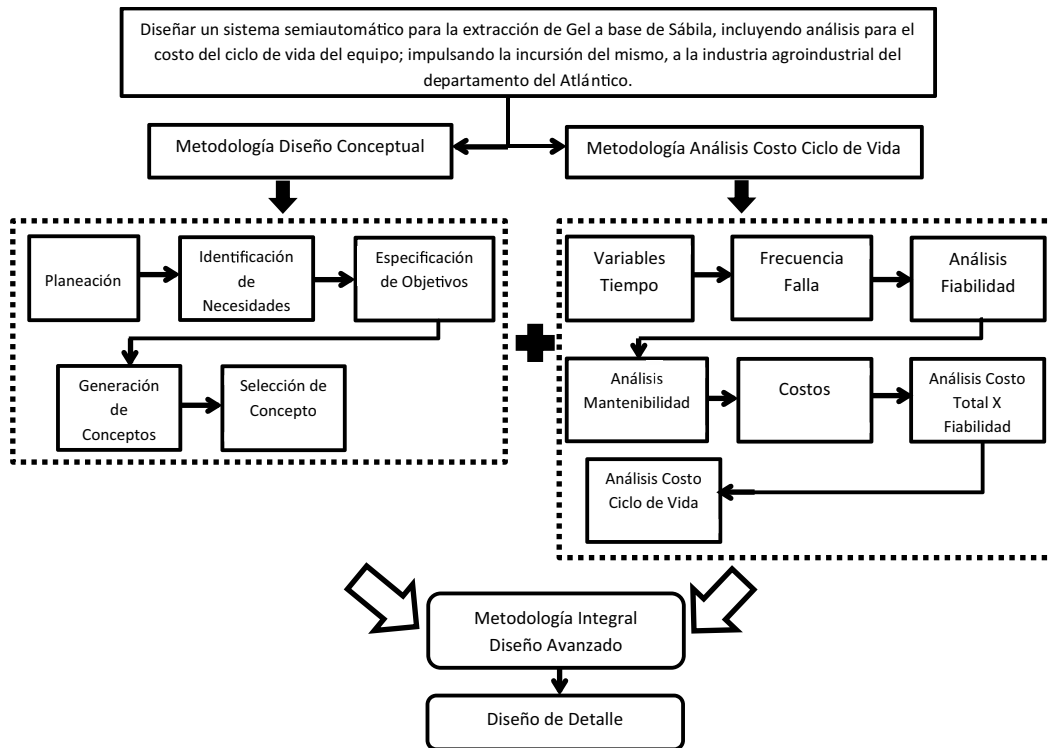 Diseñar un sistema semiautomático para la extracción de Gel a base de Sábila, incluyendo análisis para el
costo del ciclo de vida del equipo; impulsando la incursión del mismo, a la industria agroindustrial del
departamento del Atlántico.
Metodología Diseño Conceptual
Metodología Análisis Costo Ciclo de Vida
Planeación
Identificación
de
Necesidades
Especificación
de Objetivos
Generación
de
Conceptos
Selección de
Concepto
Variables
Tiempo
Frecuencia
Falla
Análisis
Fiabilidad
Análisis
Mantenibilidad
Costos
Análisis Costo
Total X
Fiabilidad
Análisis Costo
Ciclo de Vida
Metodología Integral
Diseño Avanzado
Diseño de Detalle